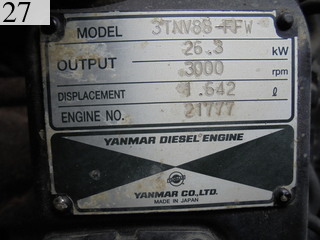 27
MODEL 3TNV88-FFW
OUTPUT 26.3 kW
3000 rpm
DISPLACEMENT 1.642 ℓ
ENGINE NO. 21777
YANMAR DIESEL ENGINE
YANMAR CO.,LTD.
MADE IN JAPAN